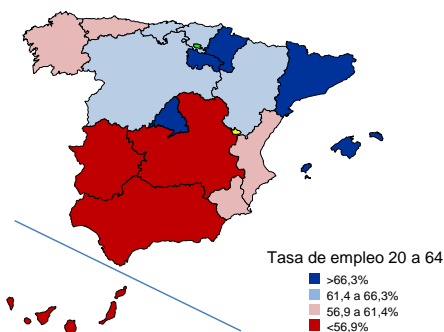 Tasa de empleo 20 a 64
>66,3%
61,4 a 66,3%
56,9 a 61,4%
<56,9%